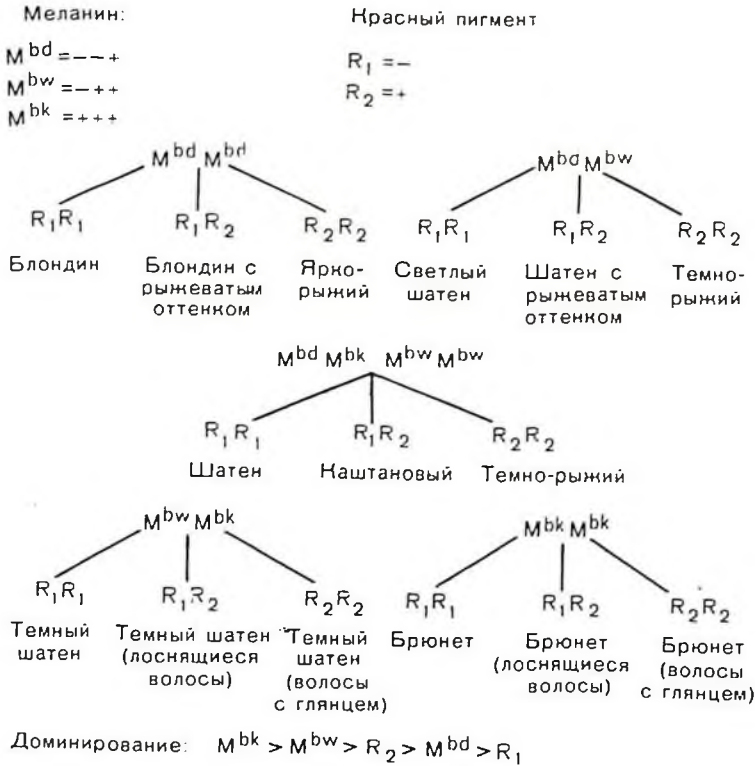 Меланин: Красный пигмент
M^bd = – – + R₁ = –
M^bw = – + + R₂ = +
M^bk = + + +
M^bd M^bd M^bd M^bw
R₁R₁ R₁R₂ R₂R₂ R₁R₁ R₁R₂ R₂R₂
Блондин Блондин с Ярко- Светлый Шатен с Темно-
рыжеватым рыжий шатен рыжеватым рыжий
оттенком оттенком
M^bd M^bk M^bw M^bw
R₁R₁ R₁R₂ R₂R₂
Шатен Каштановый Темно-рыжий
M^bw M^bk M^bk M^bk
R₁R₁ R₁R₂ R₂R₂ R₁R₁ R₁R₂ R₂R₂
Темный Темный шатен Темный Брюнет Брюнет Брюнет
шатен (лоснящиеся шатен (лоснящиеся (волосы
волосы) (волосы волосы) с глянцем)
с глянцем)
Доминирование: M^bk > M^bw > R₂ > M^bd > R₁